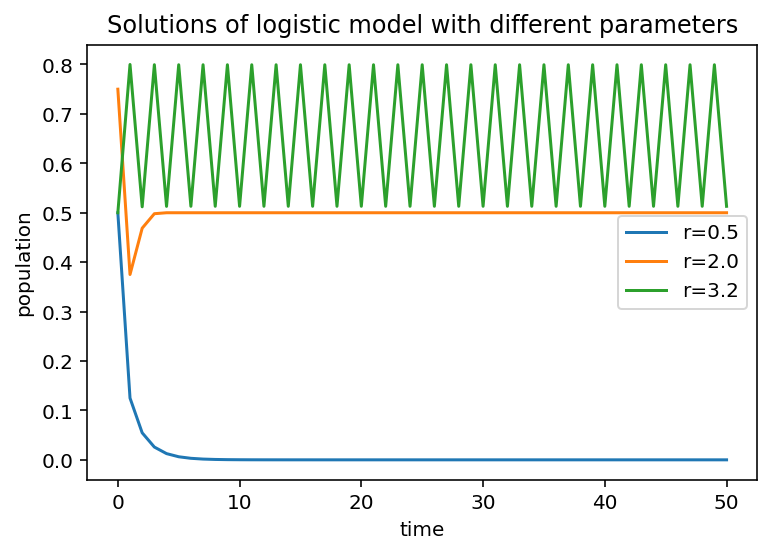 Solutions of logistic model with different parameters
0.8
0.7
0.6
0.5
0.4
0.3
0.2
0.1
0.0
population
r=0.5
r=2.0
r=3.2
0 10 20 30 40 50
time